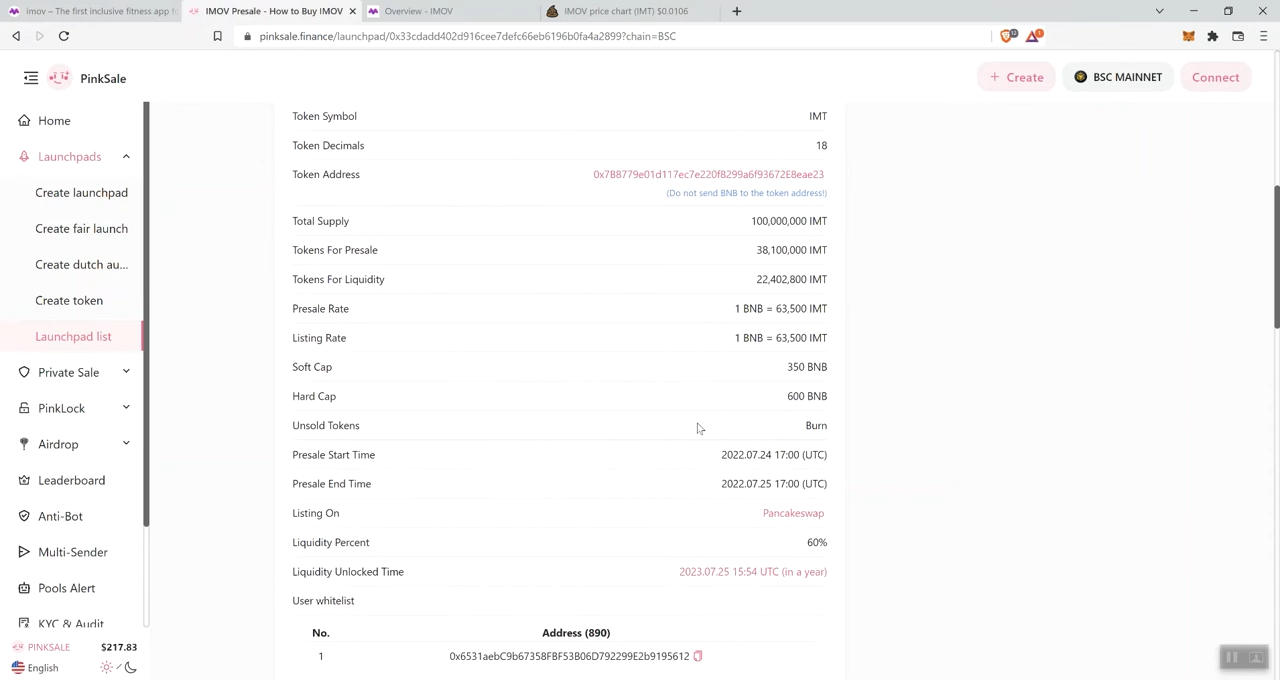 imov – The first inclusive fitness app fo
IMOV Presale - How to Buy IMOV
Overview - IMOV
IMOV price chart (IMT) $0.0106
pinksale.finance/launchpad/0x33cdadd402d916cee7defc66eb6196b0fa4a2899?chain=BSC
12
1
PinkSale
Create
BSC MAINNET
Connect
Home
Launchpads
Create launchpad
Create fair launch
Create dutch au...
Create token
Launchpad list
Private Sale
PinkLock
Airdrop
Leaderboard
Anti-Bot
Multi-Sender
Pools Alert
KYC & Audit
PINKSALE $217.83
English
Token Symbol IMT
Token Decimals 18
Token Address 0x7B8779e01d117ec7e220fB299a6f93672E8eae23
(Do not send BNB to the token address!)
Total Supply 100,000,000 IMT
Tokens For Presale 38,100,000 IMT
Tokens For Liquidity 22,402,800 IMT
Presale Rate 1 BNB = 63,500 IMT
Listing Rate 1 BNB = 63,500 IMT
Soft Cap 350 BNB
Hard Cap 600 BNB
Unsold Tokens Burn
Presale Start Time 2022.07.24 17:00 (UTC)
Presale End Time 2022.07.25 17:00 (UTC)
Listing On Pancakeswap
Liquidity Percent 60%
Liquidity Unlocked Time 2023.07.25 15:54 UTC (in a year)
User whitelist
No. Address (890)
1 0x6531aebC9b67358FBF53B06D792299E2b9195612